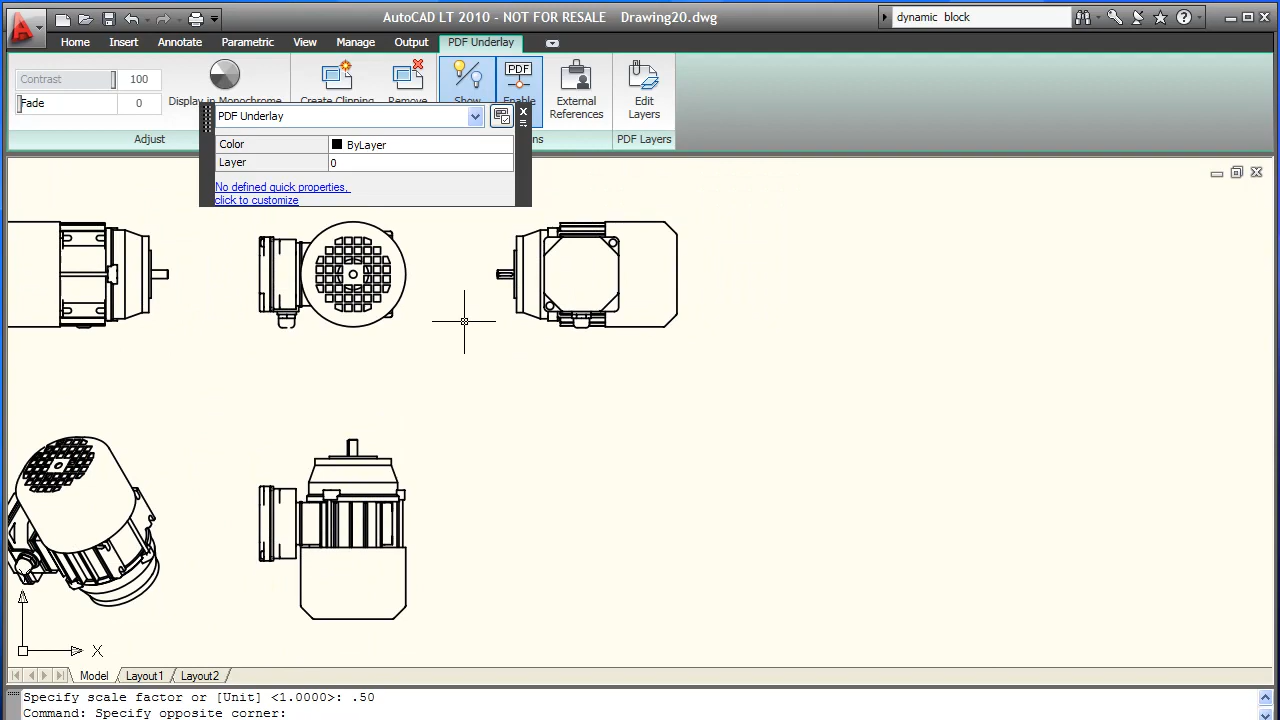 AutoCAD LT 2010 - NOT FOR RESALE Drawing20.dwg
dynamic block
Home Insert Annotate Parametric View Manage Output PDF Underlay
Contrast 100
Fade 0
Display in Monochrome
Create Clipping
Remove
Show
Enable
External
References
Edit
Layers
Adjust
PDF Layers
PDF Underlay
Color ByLayer
Layer 0
No defined quick properties,
click to customize
X
Model Layout1 Layout2
Specify scale factor or [Unit] <1.0000>: .50
Command: Specify opposite corner: